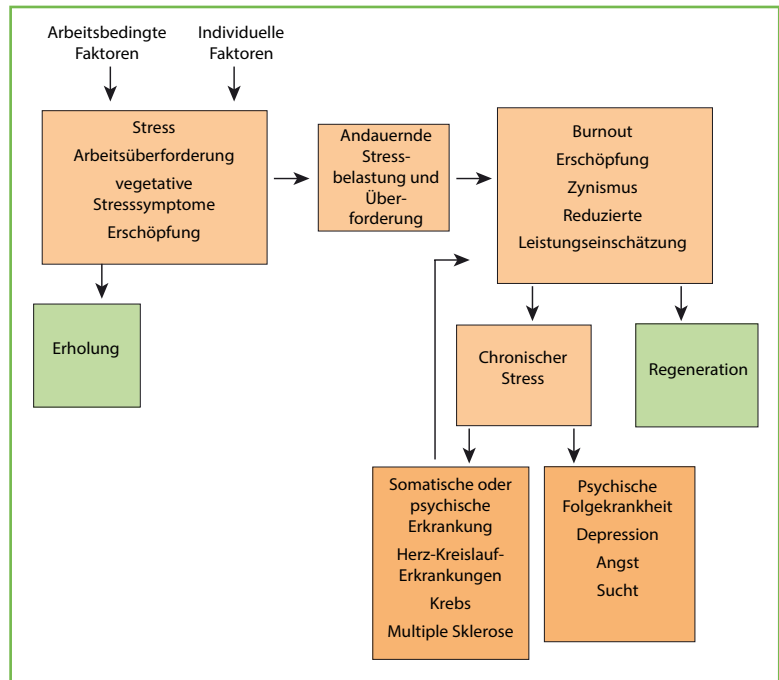 Arbeitsbedingte
Faktoren
Individuelle
Faktoren
Stress
Arbeitsüberforderung
vegetative
Stresssymptome
Erschöpfung
Andauernde
Stress-
belastung und
Über-
forderung
Burnout
Erschöpfung
Zynismus
Reduzierte
Leistungseinschätzung
Erholung
Chronischer
Stress
Regeneration
Somatische oder
psychische
Erkrankung
Herz-Kreislauf-
Erkrankungen
Krebs
Multiple Sklerose
Psychische
Folgekrankheit
Depression
Angst
Sucht